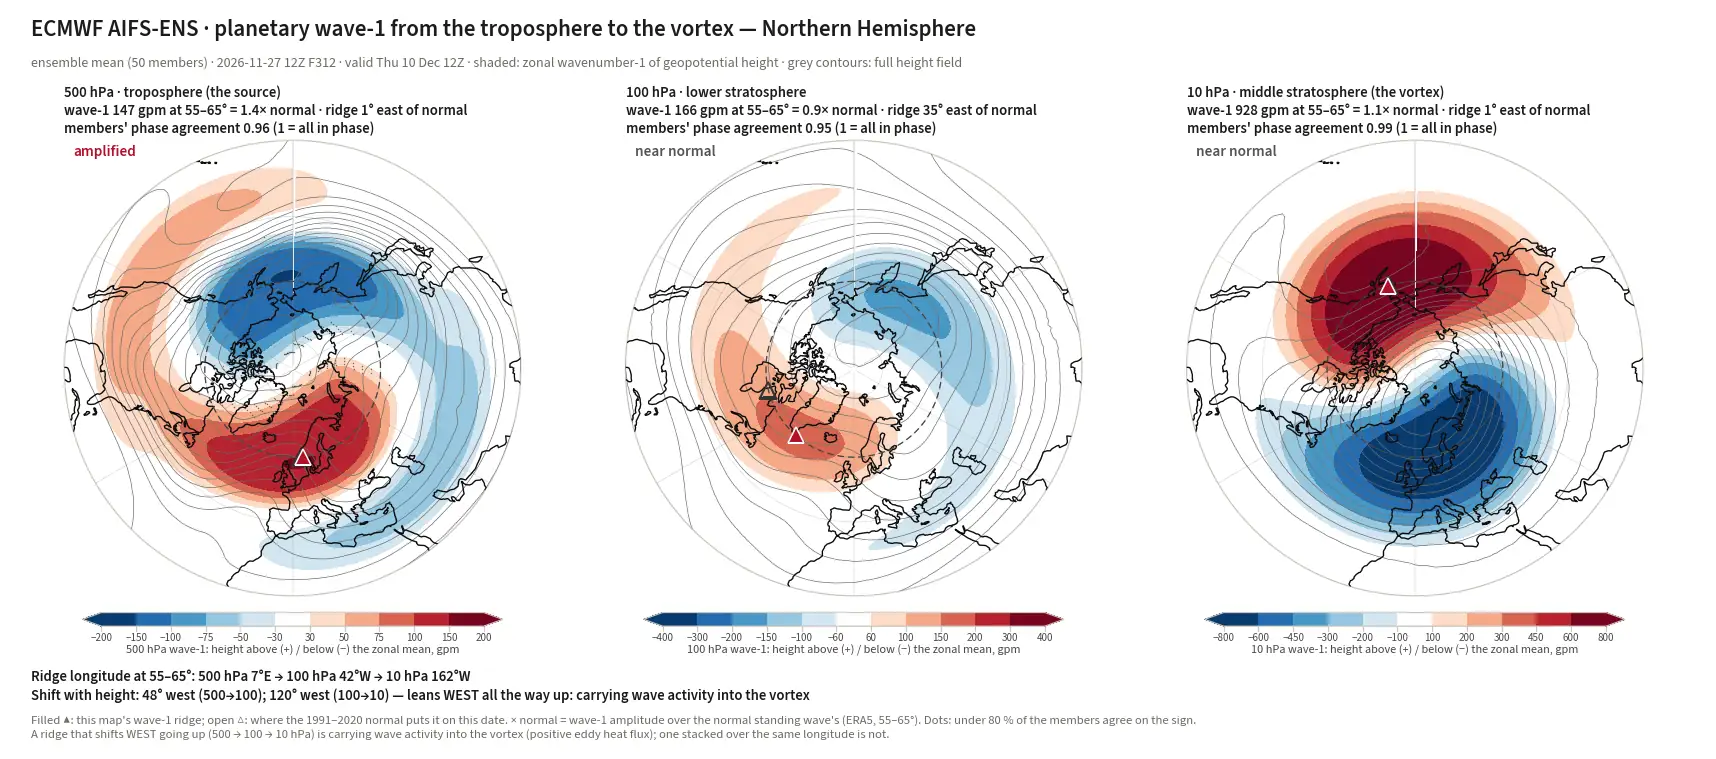 ECMWF AIFS-ENS · planetary wave-1 from the troposphere to the vortex — Northern Hemisphere
ensemble mean (50 members) · 2026-11-27 12Z F312 · valid Thu 10 Dec 12Z · shaded: zonal wavenumber-1 of geopotential height · grey contours: full height field
500 hPa · troposphere (the source)
wave-1 147 gpm at 55–65° = 1.4× normal · ridge 1° east of normal
members' phase agreement 0.96 (1 = all in phase)
amplified
100 hPa · lower stratosphere
wave-1 166 gpm at 55–65° = 0.9× normal · ridge 35° east of normal
members' phase agreement 0.95 (1 = all in phase)
near normal
10 hPa · middle stratosphere (the vortex)
wave-1 928 gpm at 55–65° = 1.1× normal · ridge 1° east of normal
members' phase agreement 0.99 (1 = all in phase)
near normal
−200 −150 −100 −75 −50 −30 30 50 75 100 150 200
500 hPa wave-1: height above (+) / below (−) the zonal mean, gpm
−400 −300 −200 −150 −100 −60 60 100 150 200 300 400
100 hPa wave-1: height above (+) / below (−) the zonal mean, gpm
−800 −600 −450 −300 −200 −100 100 200 300 450 600 800
10 hPa wave-1: height above (+) / below (−) the zonal mean, gpm
Ridge longitude at 55–65°: 500 hPa 7°E → 100 hPa 42°W → 10 hPa 162°W
Shift with height: 48° west (500→100); 120° west (100→10) — leans WEST all the way up: carrying wave activity into the vortex
Filled ▲: this map's wave-1 ridge; open △: where the 1991–2020 normal puts it on this date. × normal = wave-1 amplitude over the normal standing wave's (ERA5, 55–65°). Dots: under 80 % of the members agree on the sign.
A ridge that shifts WEST going up (500 → 100 → 10 hPa) is carrying wave activity into the vortex (positive eddy heat flux); one stacked over the same longitude is not.